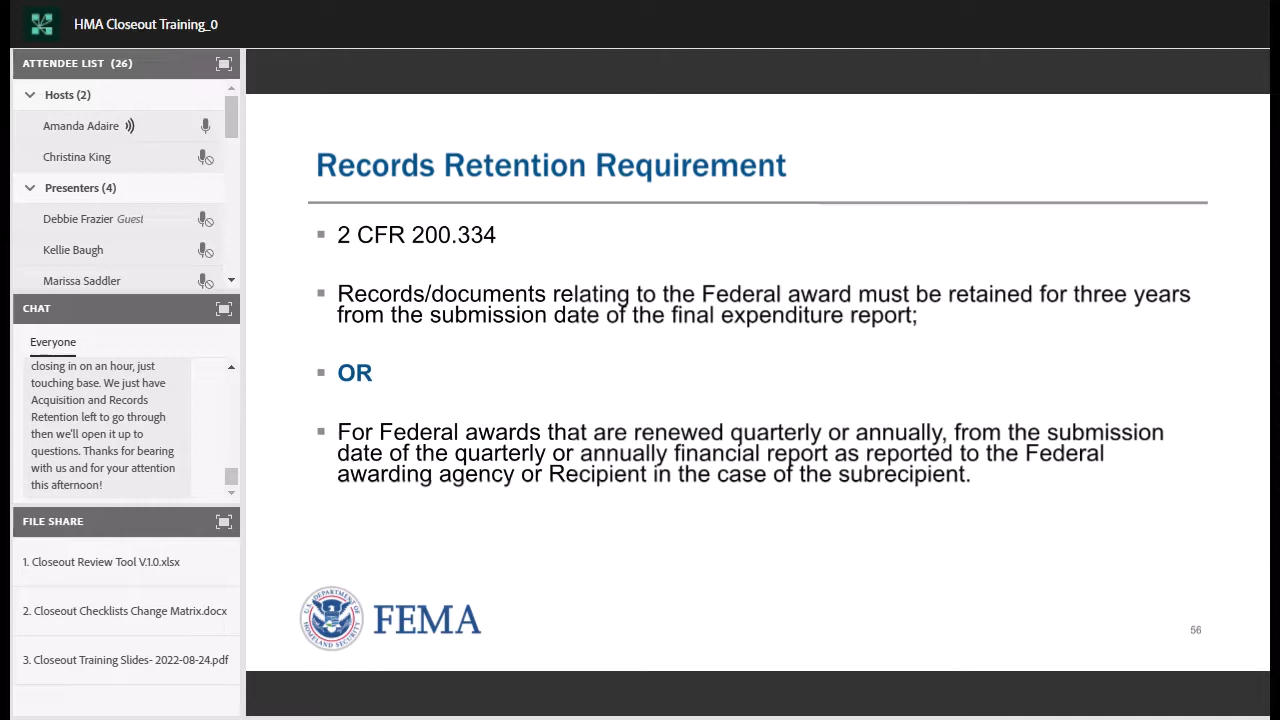 HMA Closeout Training_0
ATTENDEE LIST (26)
Hosts (2)
Amanda Adaire
Christina King
Presenters (4)
Debbie Frazier Guest
Kellie Baugh
Marissa Saddler
CHAT
Everyone
closing in on an hour, just
touching base. We just have
Acquisition and Records
Retention left to go through
then we'll open it up to
questions. Thanks for bearing
with us and for your attention
this afternoon!
FILE SHARE
1. Closeout Review Tool V.1.0.xlsx
2. Closeout Checklists Change Matrix.docx
3. Closeout Training Slides- 2022-08-24.pdf
Records Retention Requirement
2 CFR 200.334
Records/documents relating to the Federal award must be retained for three years
from the submission date of the final expenditure report;
OR
For Federal awards that are renewed quarterly or annually, from the submission
date of the quarterly or annually financial report as reported to the Federal
awarding agency or Recipient in the case of the subrecipient.
U.S. DEPARTMENT OF
HOMELAND SECURITY
FEMA
56